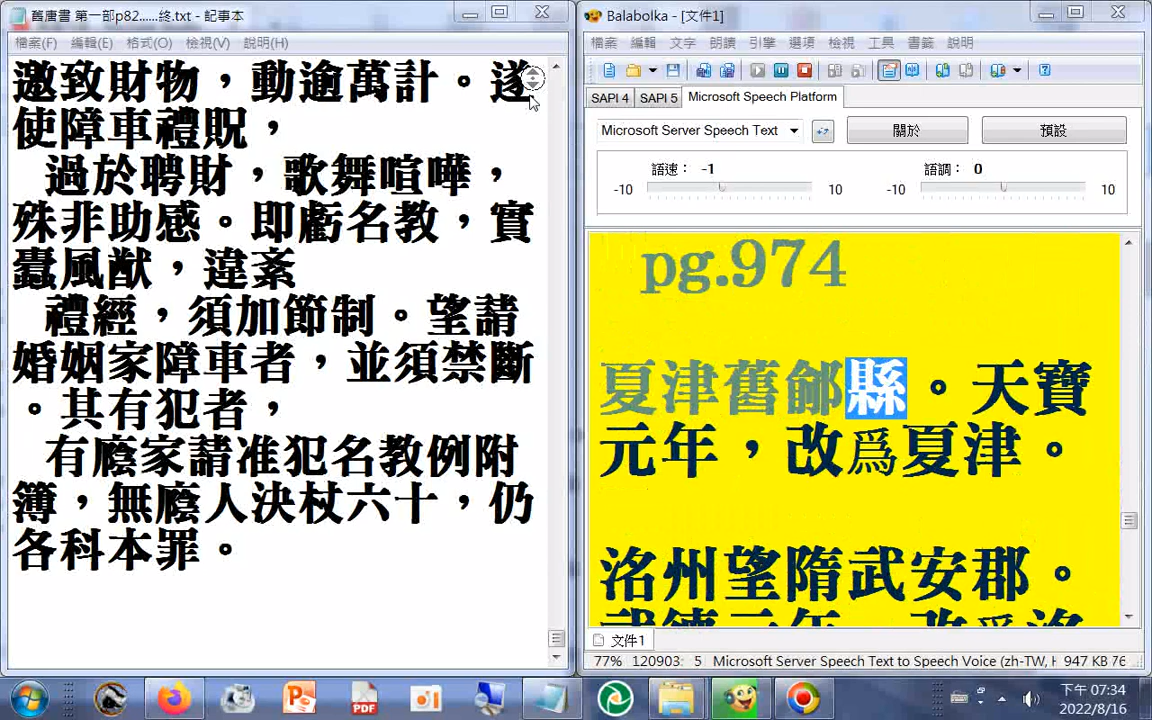 舊唐書 第一部p82......終.txt - 記事本
檔案(F) 編輯(E) 格式(O) 檢視(V) 說明(H)
邀致財物，動逾萬計。遂
使障車禮貺，
過於聘財，歌舞喧嘩，
殊非助感。即虧名教，實
蠹風猷，違紊
禮經，須加節制。望請
婚姻家障車者，並須禁斷
。其有犯者，
有廕家請准犯名教例附
簿，無廕人決杖六十，仍
各科本罪。
Balabolka - [文件1]
檔案 編輯 文字 朗讀 引擎 選項 檢視 工具 書籤 說明
SAPI 4 SAPI 5 Microsoft Speech Platform
Microsoft Server Speech Text 關於 預設
語速： -1 語調： 0
-10 10 -10 10
pg.974
夏津舊鄃縣。天寶
元年，改爲夏津。
洺州望隋武安郡。
武德元年，改爲洺
文件1
77% 120903: 5 Microsoft Server Speech Text to Speech Voice (zh-TW, H 947 KB 76
PDF
下午 07:34
2022/8/16